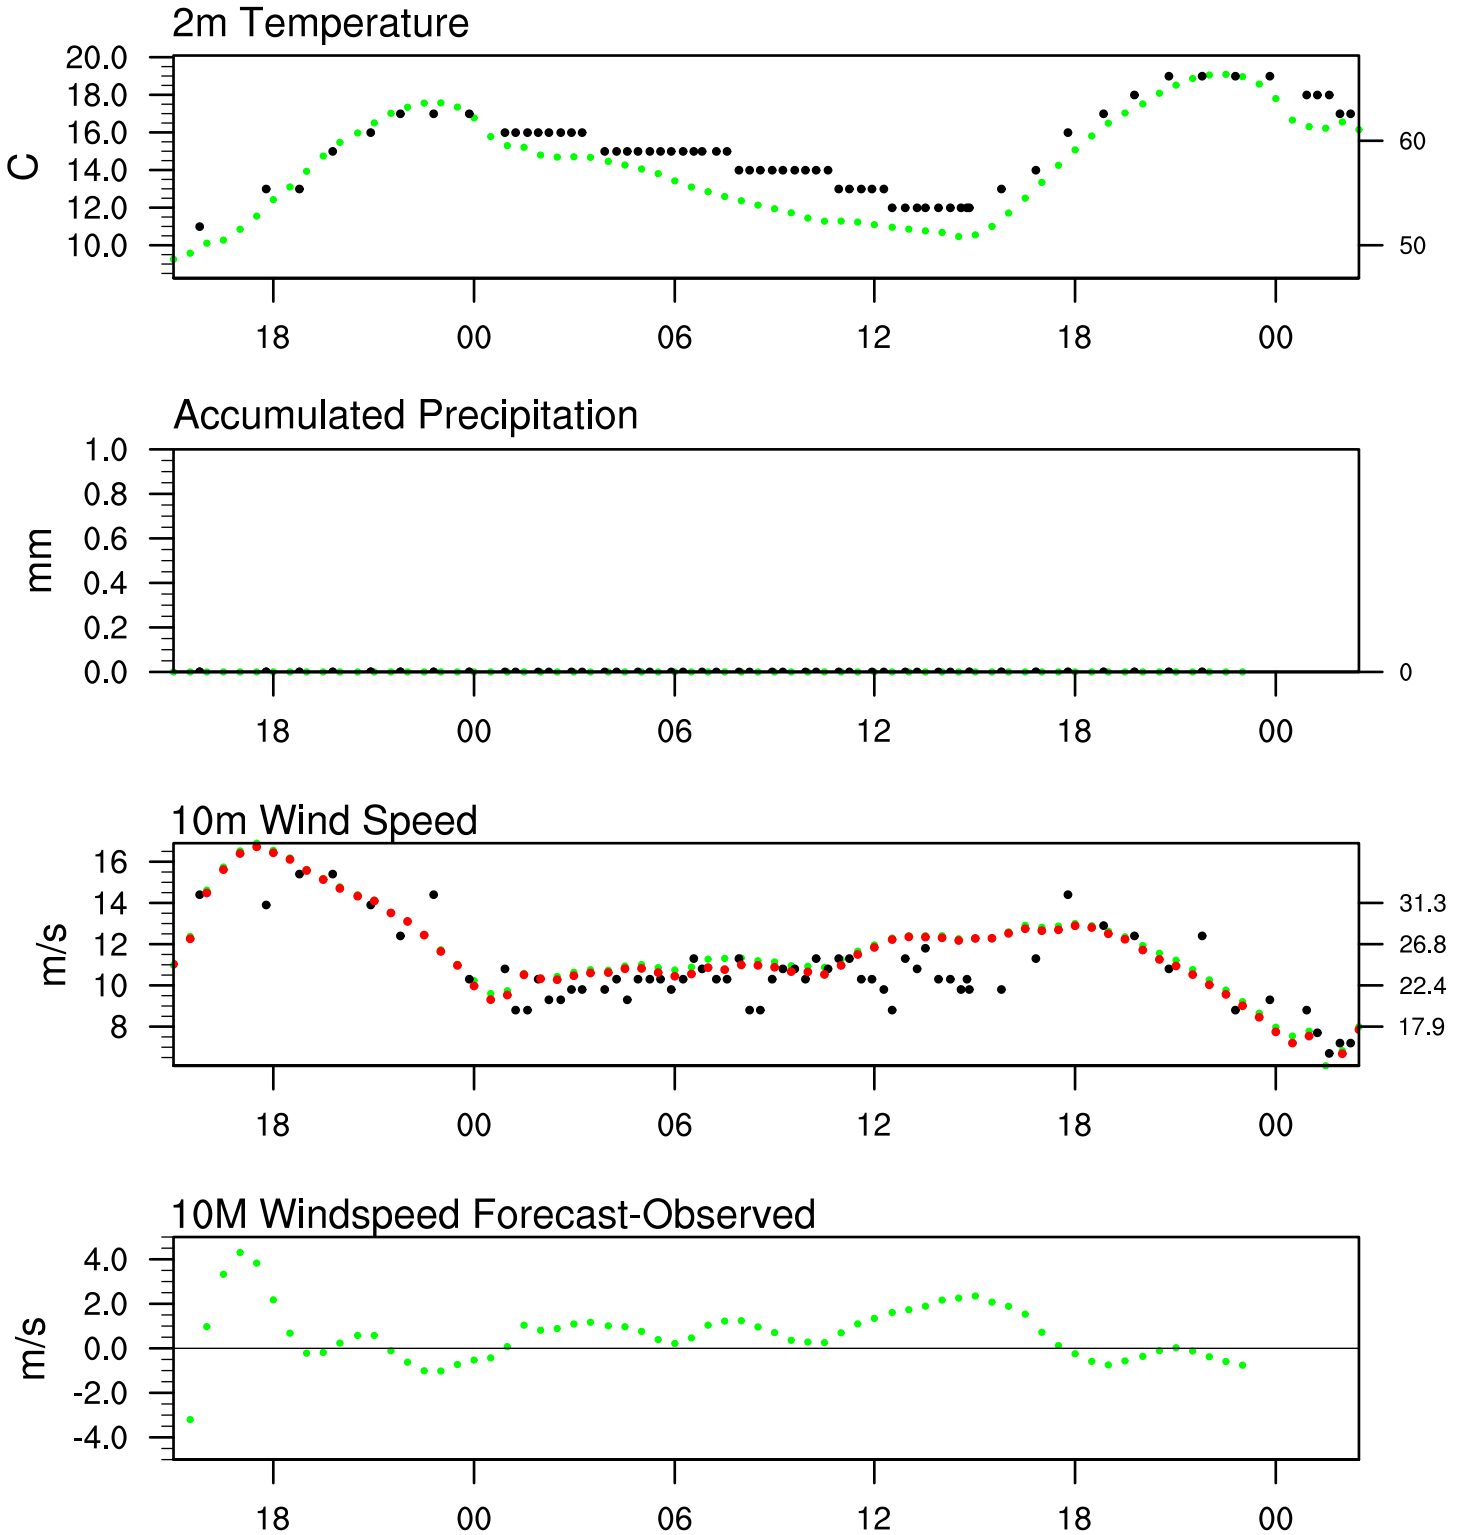 2m Temperature
20.0
18.0
16.0
14.0
12.0
10.0
C
60
50
18 00 06 12 18 00
Accumulated Precipitation
1.0
0.8
0.6
0.4
0.2
0.0
mm
0
18 00 06 12 18 00
10m Wind Speed
16
14
12
10
8
m/s
31.3
26.8
22.4
17.9
18 00 06 12 18 00
10M Windspeed Forecast-Observed
4.0
2.0
0.0
-2.0
-4.0
m/s
18 00 06 12 18 00